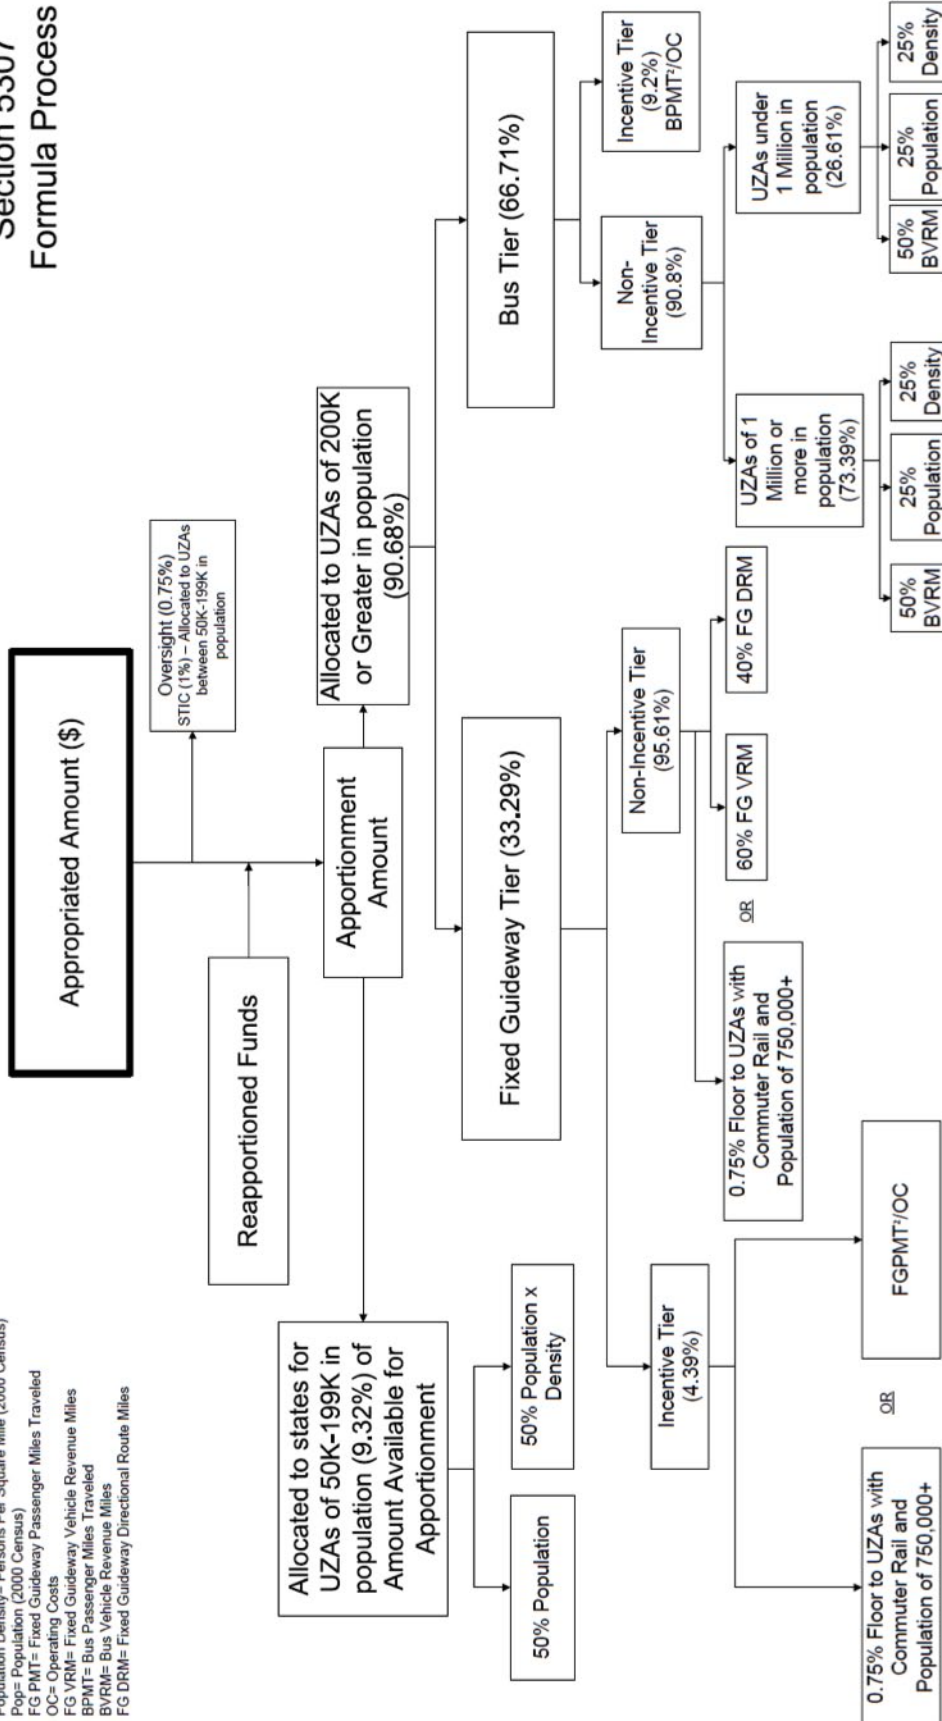 Section 5307
Formula Process
Population Density= Persons Per Square Mile (2000 Census)
Pop= Population (2000 Census)
FG PMT= Fixed Guideway Passenger Miles Traveled
OC= Operating Costs
FG VRM= Fixed Guideway Vehicle Revenue Miles
BPMT= Bus Passenger Miles Traveled
BVRM= Bus Vehicle Revenue Miles
FG DRM= Fixed Guideway Directional Route Miles
Appropriated Amount ($)
Oversight (0.75%)
STIC (1%) – Allocated to UZAs
between 50K-199K in
population
Reapportioned Funds
Apportionment
Amount
Allocated to states for
UZAs of 50K-199K in
population (9.32%) of
Amount Available for
Apportionment
Allocated to UZAs of 200K
or Greater in population
(90.68%)
50% Population
50% Population x
Density
Fixed Guideway Tier (33.29%)
Bus Tier (66.71%)
Incentive Tier
(4.39%)
Non-Incentive Tier
(95.61%)
Non-
Incentive Tier
(90.8%)
Incentive Tier
(9.2%)
BPMT²/OC
0.75% Floor to UZAs with
Commuter Rail and
Population of 750,000+
OR
60% FG VRM
40% FG DRM
UZAs of 1
Million or
more in
population
(73.39%)
UZAs under
1 Million in
population
(26.61%)
0.75% Floor to UZAs with
Commuter Rail and
Population of 750,000+
OR
FGPMT²/OC
50%
BVRM
25%
Population
25%
Density
50%
BVRM
25%
Population
25%
Density